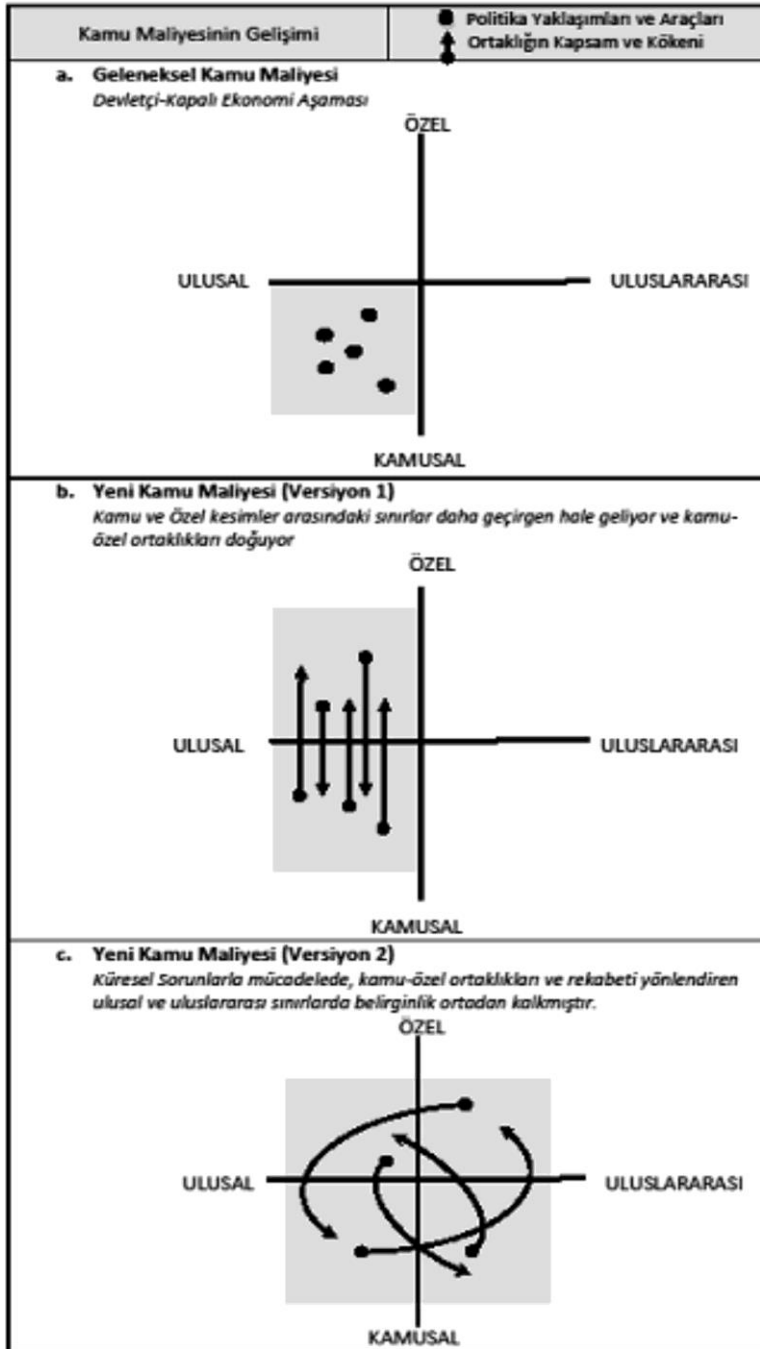 Kamu Maliyesinin Gelişimi
Politika Yaklaşımları ve Araçları
Ortaklığın Kapsam ve Kökeni
a. Geleneksel Kamu Maliyesi
Devletçi-Kapalı Ekonomi Aşaması
ÖZEL
ULUSAL
ULUSLARARASI
KAMUSAL
b. Yeni Kamu Maliyesi (Versiyon 1)
Kamu ve Özel kesimler arasındaki sınırlar daha geçirgen hale geliyor ve kamu-
özel ortaklıkları doğuyor
ÖZEL
ULUSAL
ULUSLARARASI
KAMUSAL
c. Yeni Kamu Maliyesi (Versiyon 2)
Küresel Sorunlarla mücadelede, kamu-özel ortaklıkları ve rekabeti yönlendiren
ulusal ve uluslararası sınırlarda belirginlik ortadan kalkmıştır.
ÖZEL
ULUSAL
ULUSLARARASI
KAMUSAL